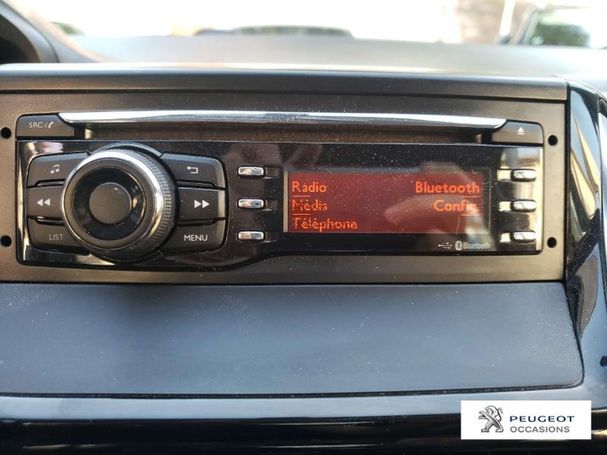 SRC/
Radio Bluetooth
Média Config.
Téléphone
LIST MENU
Bluetooth
PEUGEOT
OCCASIONS